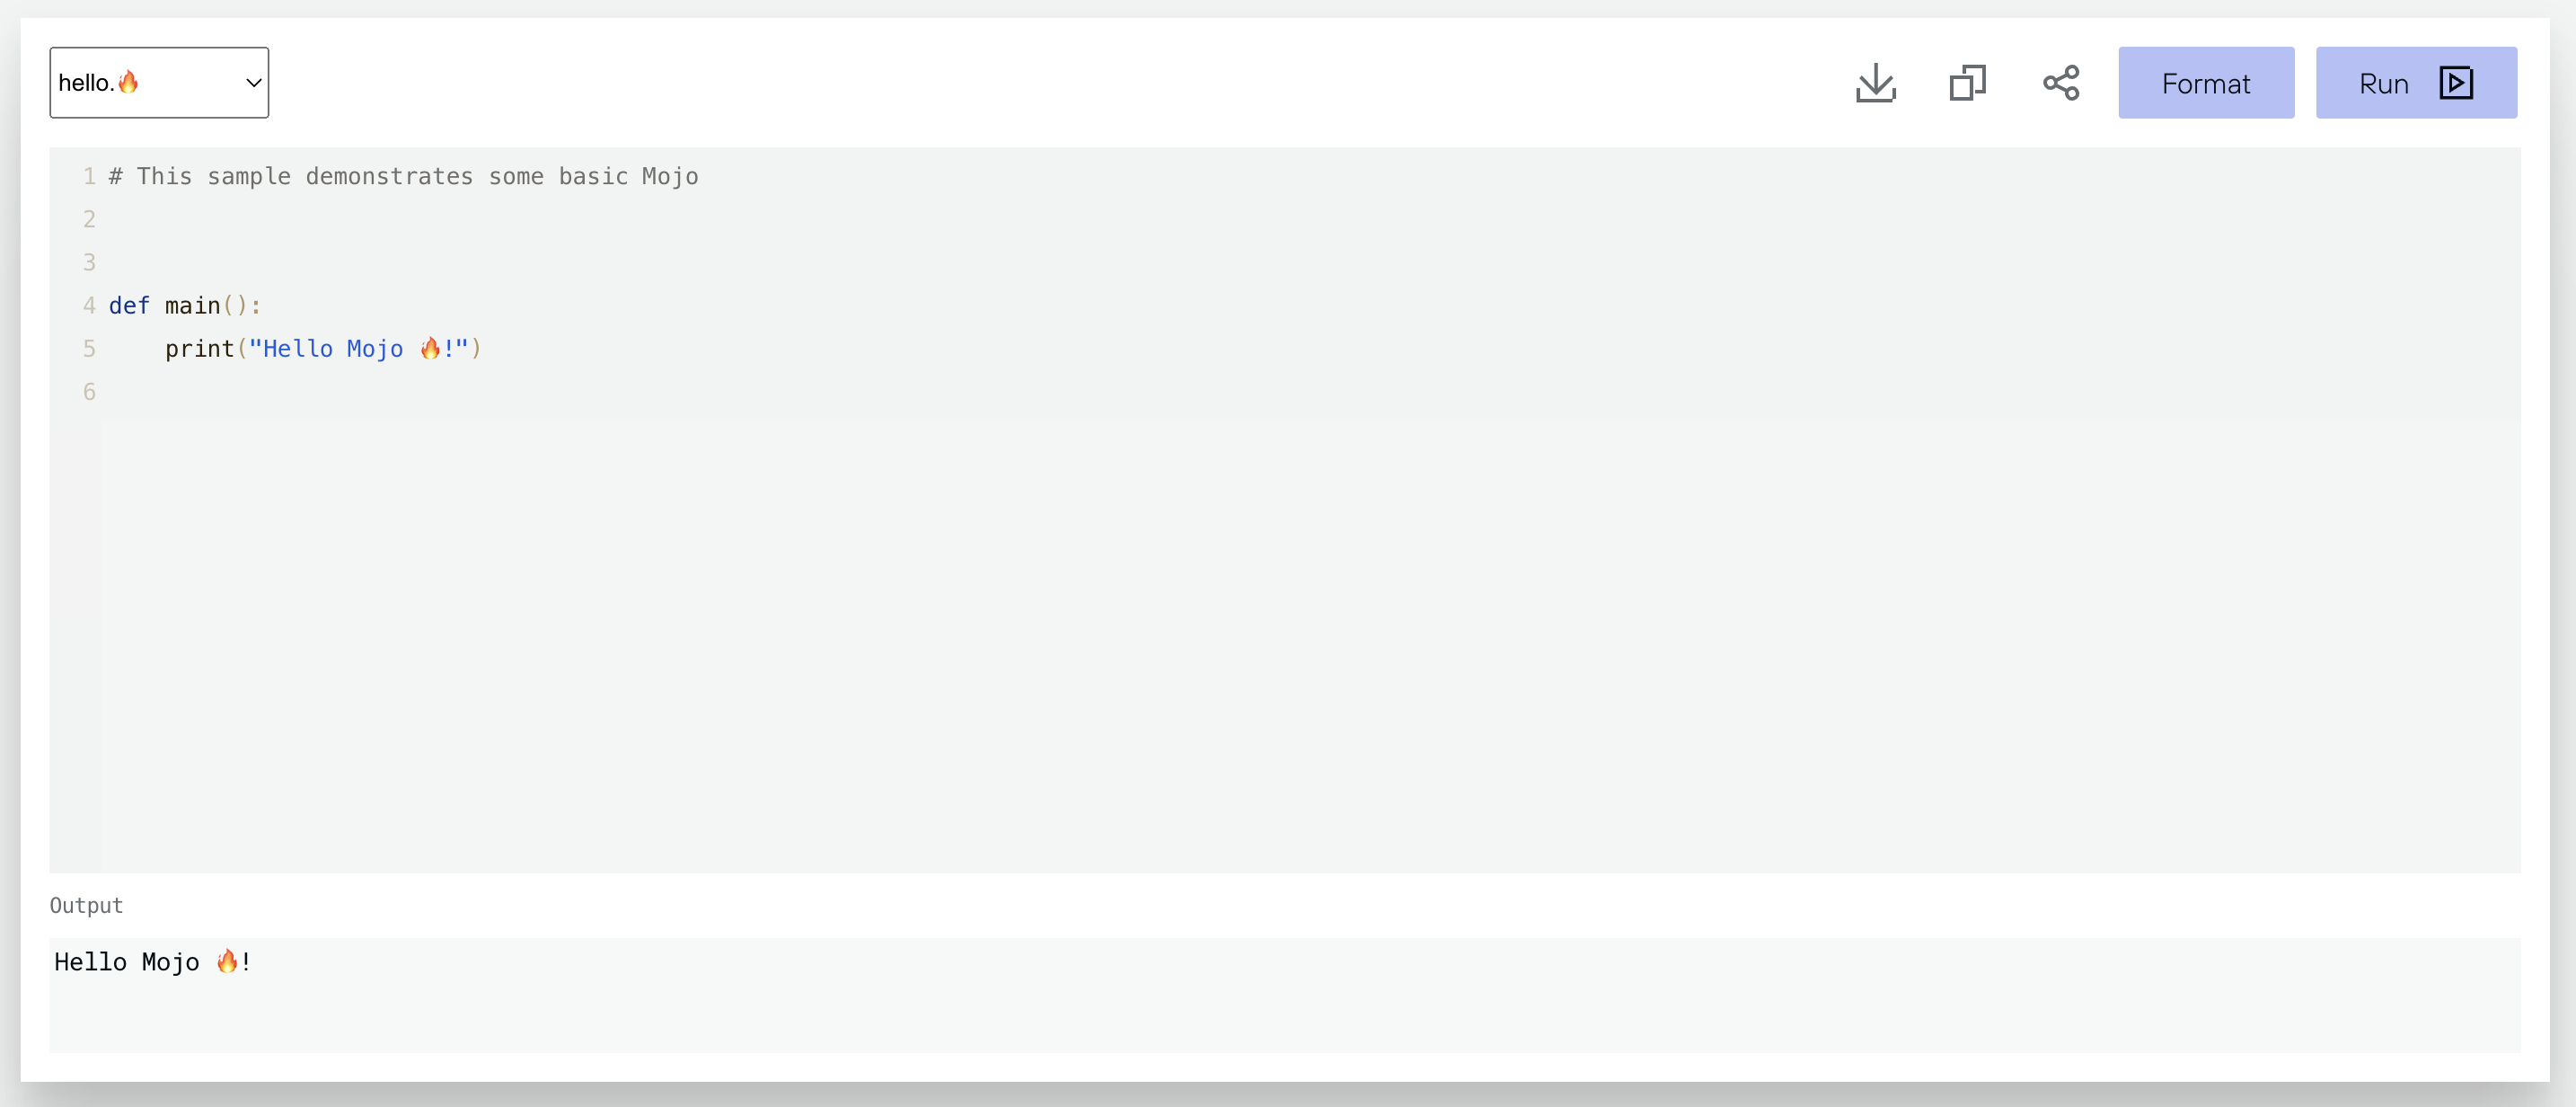 hello.🔥
Format
Run
1 # This sample demonstrates some basic Mojo
2
3
4 def main():
5     print("Hello Mojo 🔥!")
6
Output
Hello Mojo 🔥!